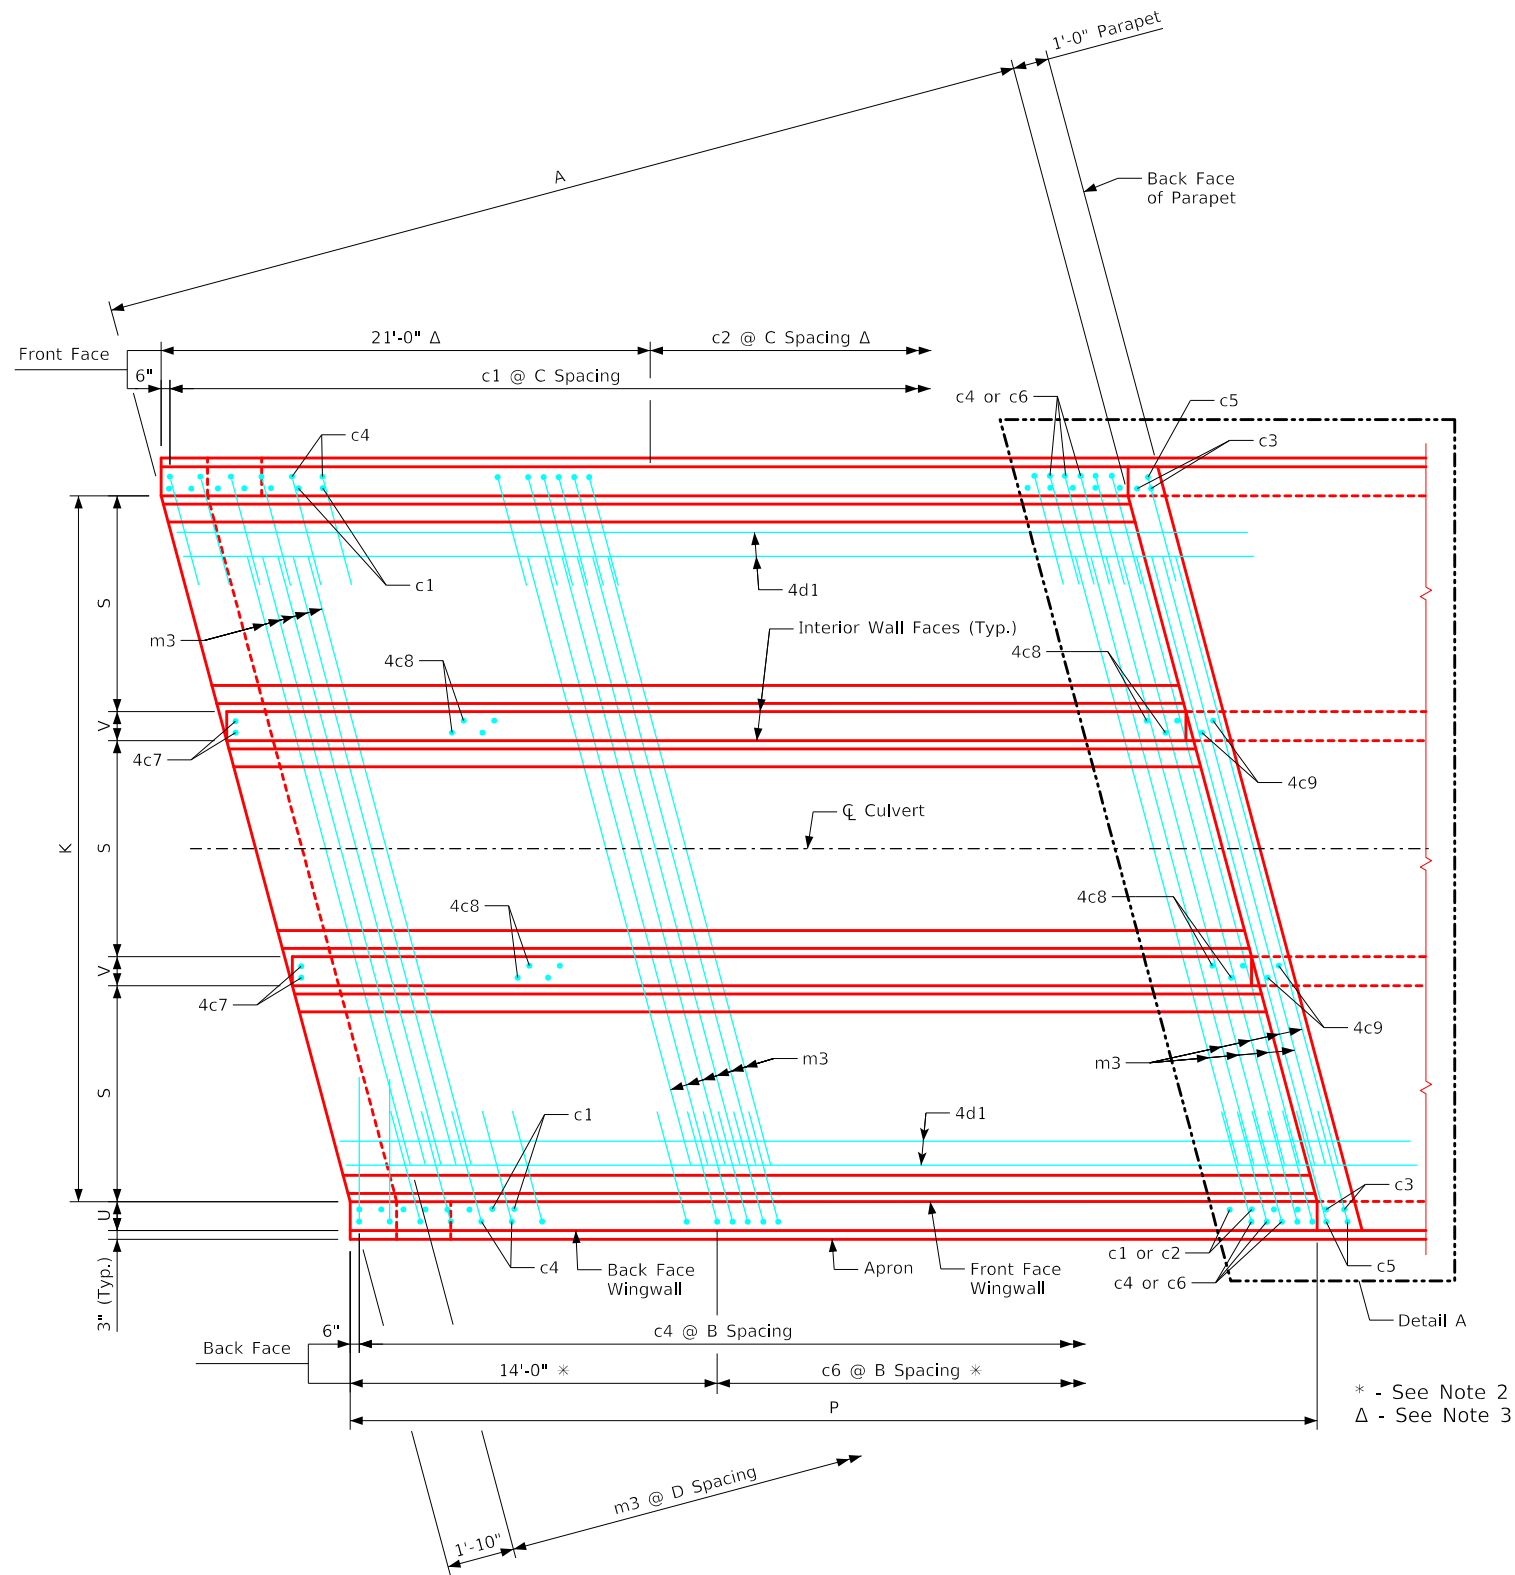 1'-0" Parapet
A
Back Face
of Parapet
21'-0" Δ
c2 @ C Spacing Δ
Front Face
6"
c1 @ C Spacing
c4 or c6
c5
c4
c3
S
c1
4d1
m3
Interior Wall Faces (Typ.)
4c8
4c8
V
4c7
4c9
℄ Culvert
K
S
4c8
4c8
V
4c7
4c9
m3
m3
S
c1
4d1
c3
U
c1 or c2
c4
Back Face
Wingwall
Apron
Front Face
Wingwall
c4 or c6
c5
3" (Typ.)
Detail A
6"
c4 @ B Spacing
Back Face
14'-0" *
c6 @ B Spacing *
P
* - See Note 2
Δ - See Note 3
m3 @ D Spacing
1'-10"